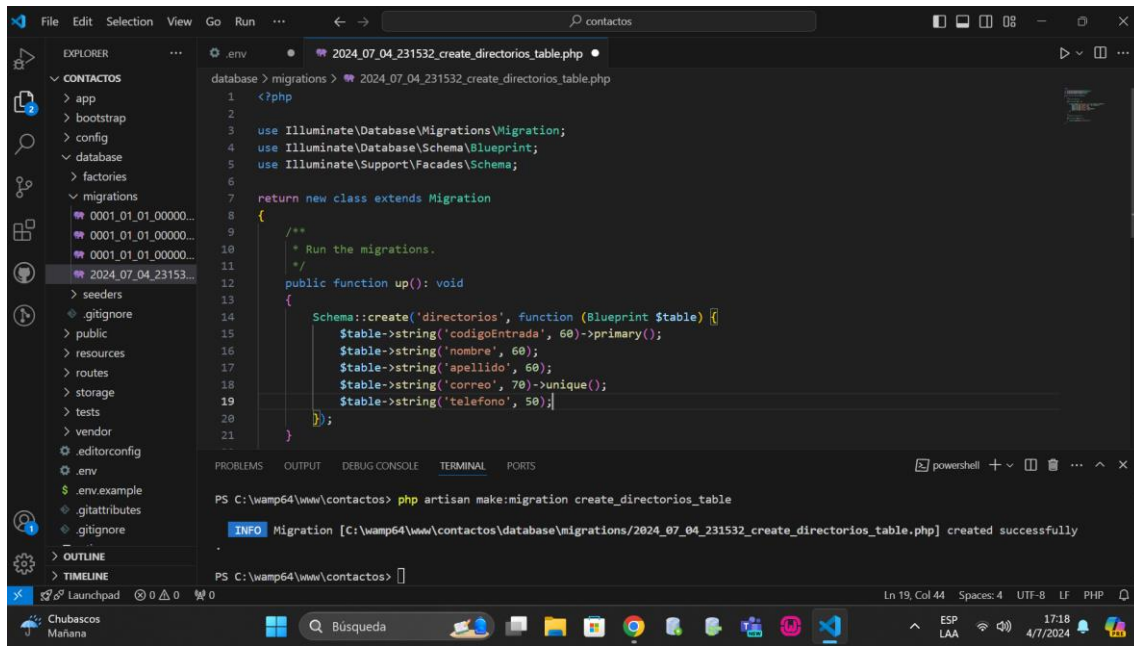 File Edit Selection View Go Run ···
contactos
EXPLORER ···
.env
2024_07_04_231532_create_directorios_table.php
CONTACTOS
app
bootstrap
config
database
factories
migrations
0001_01_01_00000...
0001_01_01_00000...
0001_01_01_00000...
2024_07_04_23153...
seeders
.gitignore
public
resources
routes
storage
tests
vendor
.editorconfig
.env
$ .env.example
.gitattributes
.gitignore
OUTLINE
TIMELINE
database > migrations > 2024_07_04_231532_create_directorios_table.php
1 <?php
2
3 use Illuminate\Database\Migrations\Migration;
4 use Illuminate\Database\Schema\Blueprint;
5 use Illuminate\Support\Facades\Schema;
6
7 return new class extends Migration
8 {
9 /**
10 * Run the migrations.
11 */
12 public function up(): void
13 {
14 Schema::create('directorios', function (Blueprint $table) {
15 $table->string('codigoEntrada', 60)->primary();
16 $table->string('nombre', 60);
17 $table->string('apellido', 60);
18 $table->string('correo', 70)->unique();
19 $table->string('telefono', 50);
20 });
21 }
PROBLEMS OUTPUT DEBUG CONSOLE TERMINAL PORTS
powershell
PS C:\wamp64\www\contactos> php artisan make:migration create_directorios_table
INFO Migration [C:\wamp64\www\contactos\database\migrations/2024_07_04_231532_create_directorios_table.php] created successfully
.
PS C:\wamp64\www\contactos>
2
1
Launchpad 0 0 0
Ln 19, Col 44 Spaces: 4 UTF-8 LF PHP
Chubascos
Mañana
Búsqueda
ESP
LAA
17:18
4/7/2024